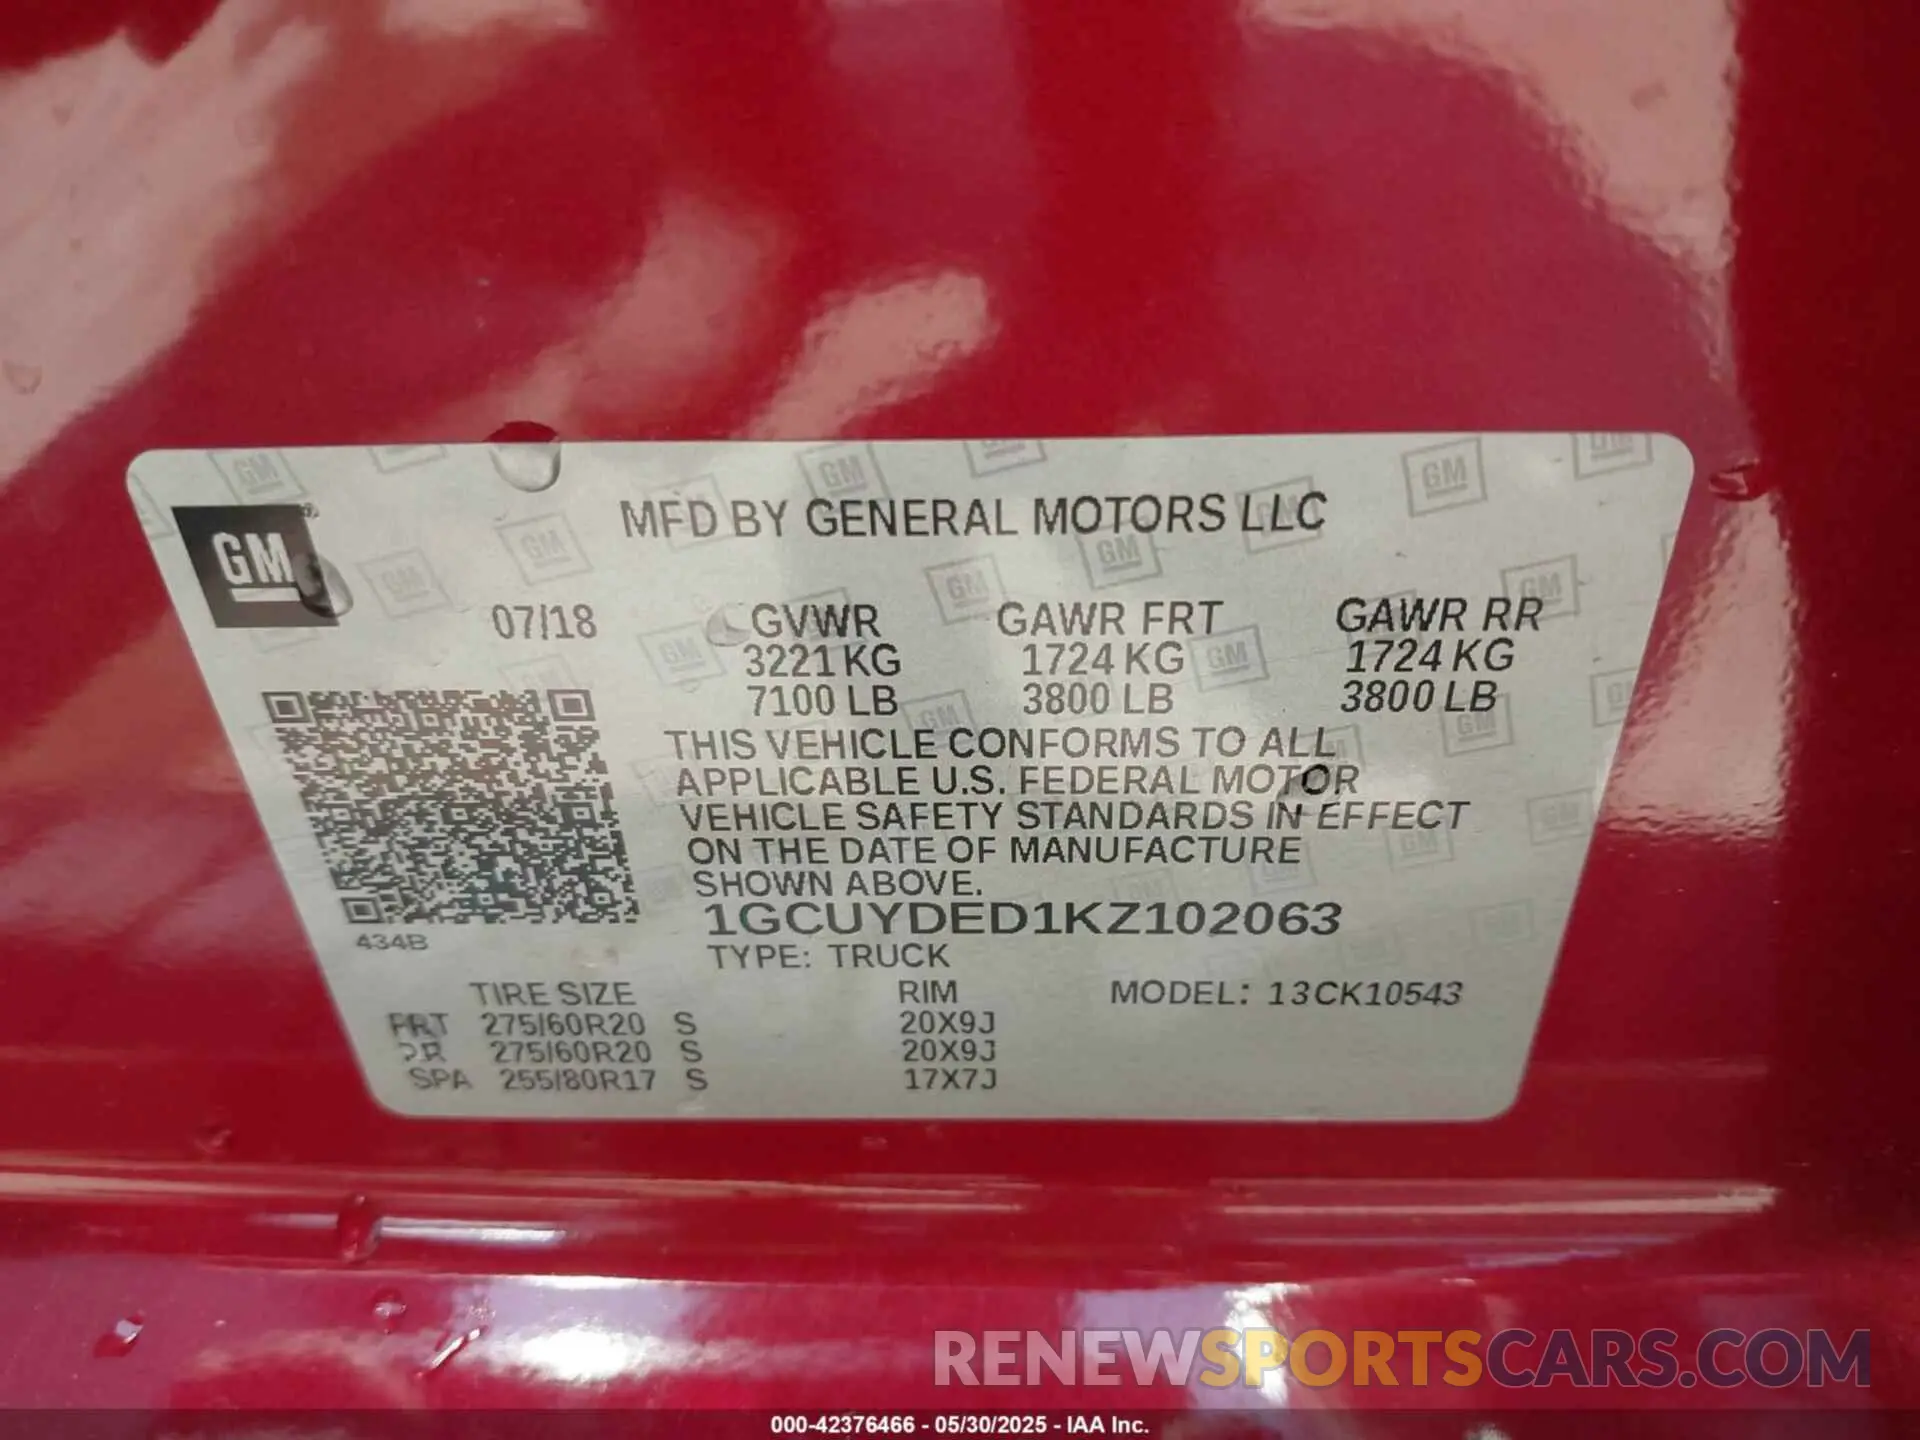 MFD BY GENERAL MOTORS LLC
GM
07/18 GVWR GAWR FRT GAWR RR
3221 KG 1724 KG 1724 KG
7100 LB 3800 LB 3800 LB
THIS VEHICLE CONFORMS TO ALL
APPLICABLE U.S. FEDERAL MOTOR
VEHICLE SAFETY STANDARDS IN EFFECT
ON THE DATE OF MANUFACTURE
SHOWN ABOVE.
1GCUYDED1KZ102063
434B
TYPE: TRUCK
TIRE SIZE RIM MODEL: 13CK10543
FRT 275/60R20 S 20X9J
RR 275/60R20 S 20X9J
SPA 255/80R17 S 17X7J
RENEWSPORTSCARS.COM
000-42376466 - 05/30/2025 - IAA Inc.